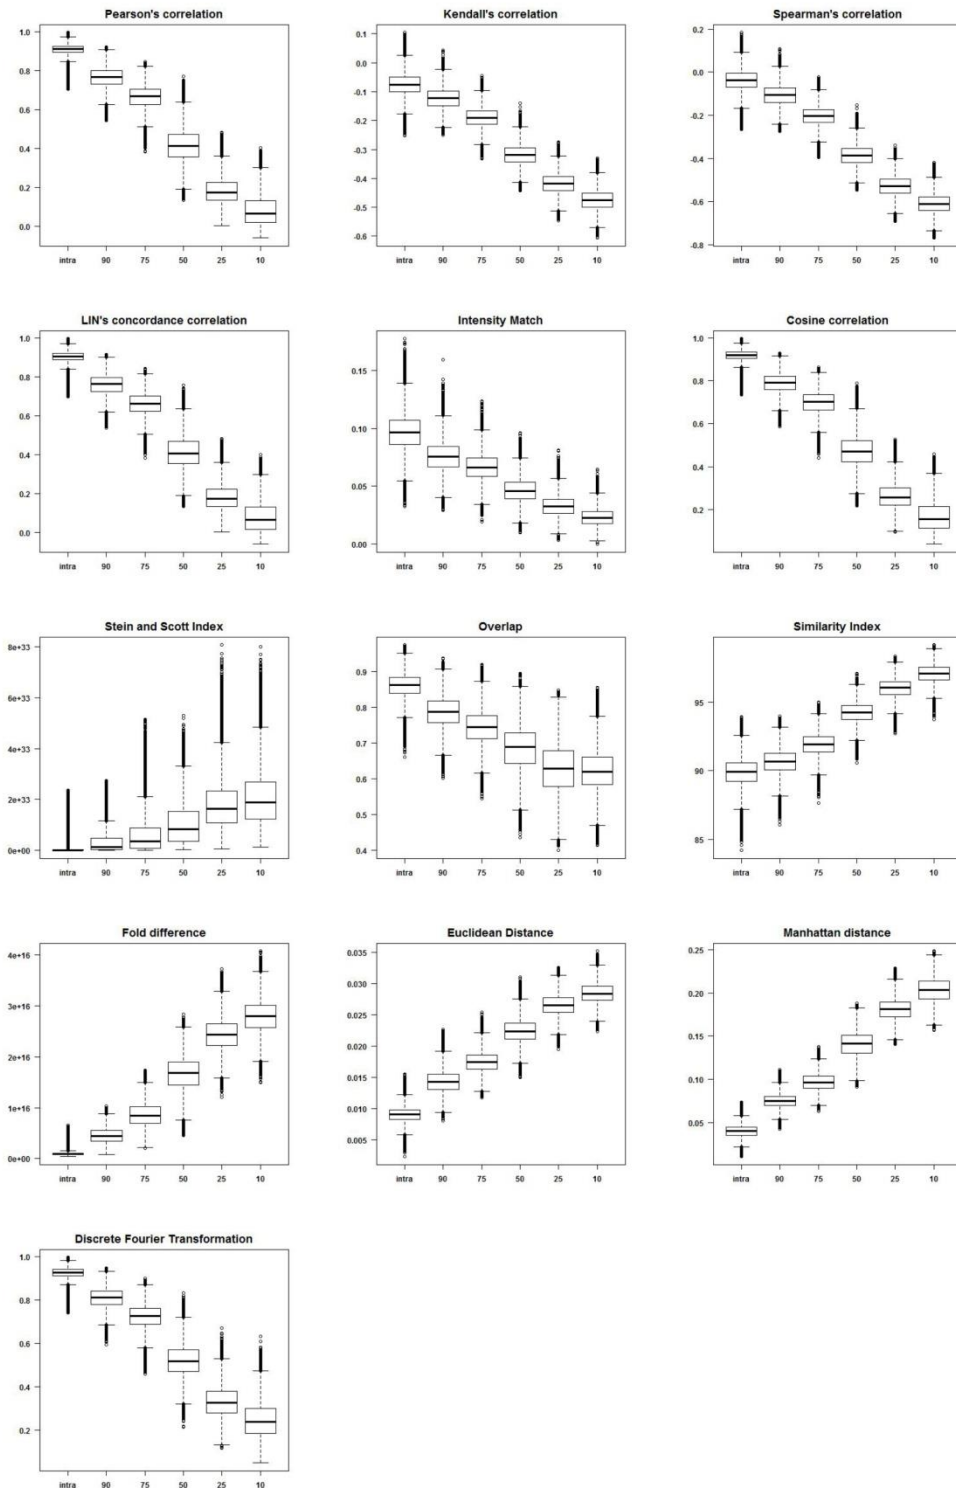 Pearson's correlation
1.0
0.8
0.6
0.4
0.2
0.0
intra 90 75 50 25 10
Kendall's correlation
0.1
0.0
-0.1
-0.2
-0.3
-0.4
-0.5
-0.6
intra 90 75 50 25 10
Spearman's correlation
0.2
0.0
-0.2
-0.4
-0.6
-0.8
intra 90 75 50 25 10
LIN's concordance correlation
1.0
0.8
0.6
0.4
0.2
0.0
intra 90 75 50 25 10
Intensity Match
0.15
0.10
0.05
0.00
intra 90 75 50 25 10
Cosine correlation
1.0
0.8
0.6
0.4
0.2
intra 90 75 50 25 10
Stein and Scott Index
8e+33
6e+33
4e+33
2e+33
0e+00
intra 90 75 50 25 10
Overlap
0.9
0.8
0.7
0.6
0.5
0.4
intra 90 75 50 25 10
Similarity Index
95
90
85
intra 90 75 50 25 10
Fold difference
4e+16
3e+16
2e+16
1e+16
0e+00
intra 90 75 50 25 10
Euclidean Distance
0.035
0.030
0.025
0.020
0.015
0.010
0.005
intra 90 75 50 25 10
Manhattan distance
0.25
0.20
0.15
0.10
0.05
intra 90 75 50 25 10
Discrete Fourier Transformation
1.0
0.8
0.6
0.4
0.2
intra 90 75 50 25 10